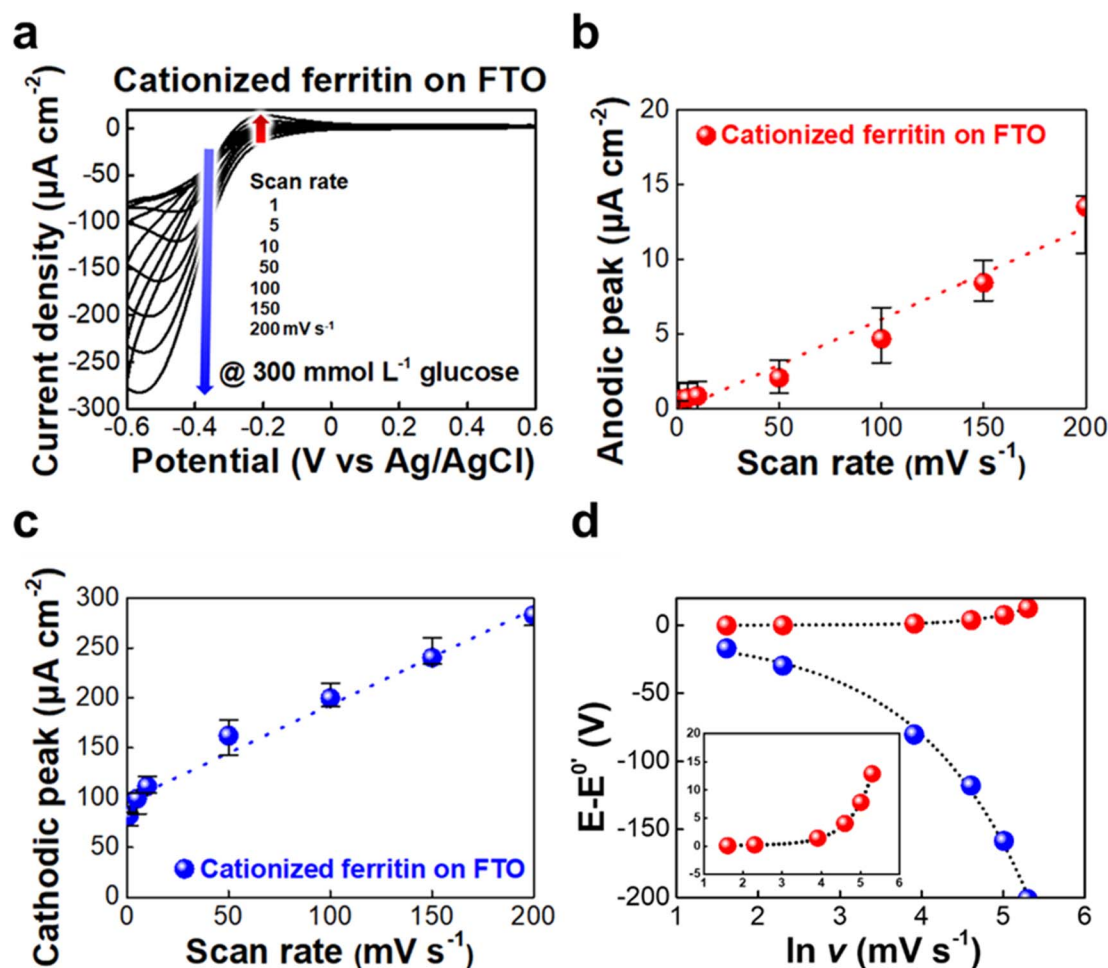 a
Cationized ferritin on FTO
Current density (μA cm⁻²)
0
-50
-100
-150
-200
-250
-300
Scan rate
1
5
10
50
100
150
200 mV s⁻¹
@ 300 mmol L⁻¹ glucose
-0.6 -0.4 -0.2 0 0.2 0.4 0.6
Potential (V vs Ag/AgCl)
b
Anodic peak (μA cm⁻²)
20
15
10
5
0
Cationized ferritin on FTO
0 50 100 150 200
Scan rate (mV s⁻¹)
c
Cathodic peak (μA cm⁻²)
300
250
200
150
100
50
0
Cationized ferritin on FTO
0 50 100 150 200
Scan rate (mV s⁻¹)
d
E-E⁰' (V)
0
-50
-100
-150
-200
20
15
10
5
0
-5
1 2 3 4 5 6
1 2 3 4 5 6
ln v (mV s⁻¹)